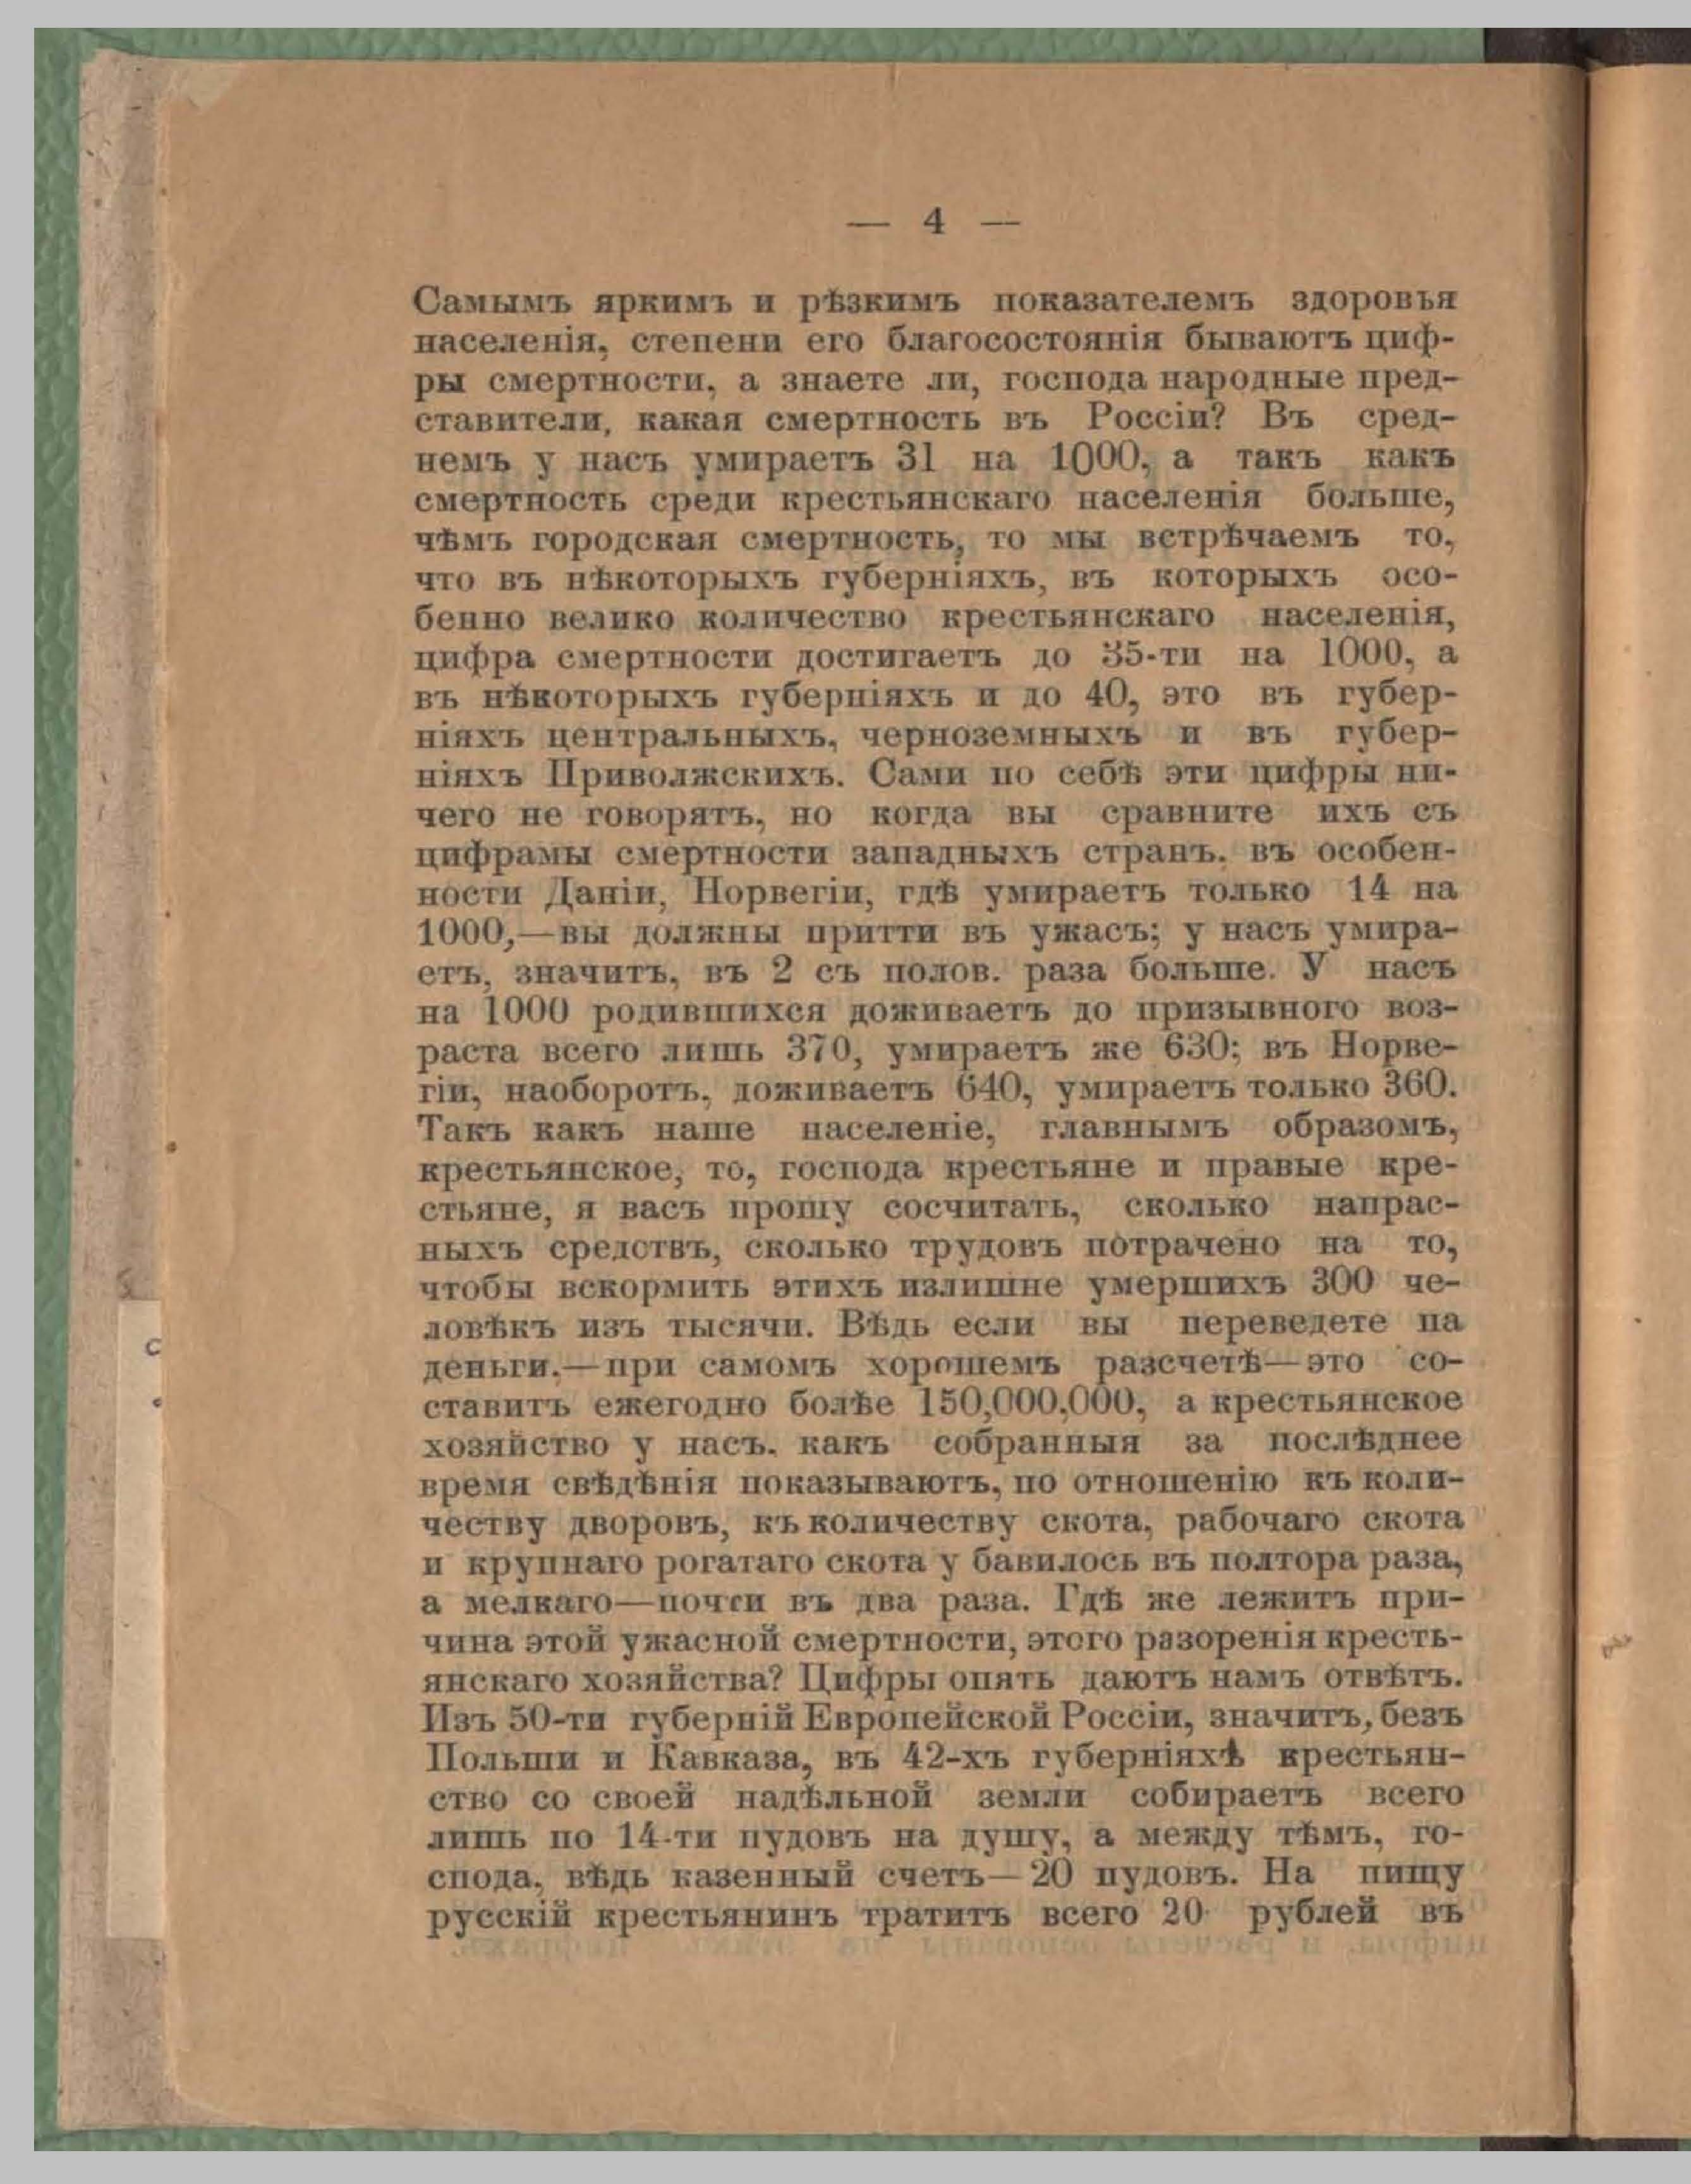 — 4 —
Самымъ яркимъ и рѣзкимъ показателемъ здоровья
населенія, степени его благосостоянія бываютъ циф-
ры смертности, а знаете ли, господа народные пред-
ставители, какая смертность въ Россіи? Въ сред-
немъ у насъ умираетъ 31 на 1000, а такъ какъ
смертность среди крестьянскаго населенія больше,
чѣмъ городская смертность, то мы встрѣчаемъ то,
что въ нѣкоторыхъ губерніяхъ, въ которыхъ осо-
бенно велико количество крестьянскаго населенія,
цифра смертности достигаетъ до 35-ти на 1000, а
въ нѣкоторыхъ губерніяхъ и до 40, это въ губер-
ніяхъ центральныхъ, черноземныхъ и въ губер-
ніяхъ Приволжскихъ. Сами по себѣ эти цифры ни-
чего не говорятъ, но когда вы сравните ихъ съ
цифрамы смертности западныхъ странъ, въ особен-
ности Даніи, Норвегіи, гдѣ умираетъ только 14 на
1000,—вы должны притти въ ужасъ; у насъ умира-
етъ, значитъ, въ 2 съ полов. раза больше. У насъ
на 1000 родившихся доживаетъ до призывного воз-
раста всего лишь 370, умираетъ же 630; въ Норве-
гіи, наоборотъ, доживаетъ 640, умираетъ только 360.
Такъ какъ наше населеніе, главнымъ образомъ,
крестьянское, то, господа крестьяне и правые кре-
стьяне, я васъ прошу сосчитать, сколько напрас-
ныхъ средствъ, сколько трудовъ потрачено на то,
чтобы вскормить этихъ излишне умершихъ 300 че-
ловѣкъ изъ тысячи. Вѣдь если вы переведете на
деньги,—при самомъ хорошемъ разсчетѣ—это со-
ставитъ ежегодно болѣе 150,000,000, а крестьянское
хозяйство у насъ, какъ собранныя за послѣднее
время свѣдѣнія показываютъ, по отношенію къ коли-
честву дворовъ, къ количеству скота, рабочаго скота
и крупнаго рогатаго скота у бавилось въ полтора раза,
а мелкаго—почти въ два раза. Гдѣ же лежитъ при-
чина этой ужасной смертности, этого разоренія кресть-
янскаго хозяйства? Цифры опять даютъ намъ отвѣтъ.
Изъ 50-ти губерній Европейской Россіи, значитъ, безъ
Польши и Кавказа, въ 42-хъ губерніяхѣ крестьян-
ство со своей надѣльной земли собираетъ всего
лишь по 14-ти пудовъ на душу, а между тѣмъ, го-
спода, вѣдь казенный счетъ—20 пудовъ. На пищу
русскій крестьянинъ тратитъ всего 20 рублей въ